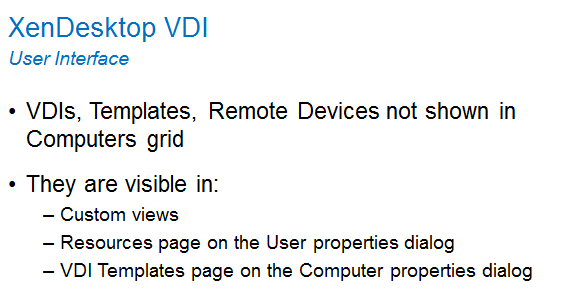 XenDesktop VDI
User Interface
• VDIs, Templates, Remote Devices not shown in
Computers grid
• They are visible in:
– Custom views
– Resources page on the User properties dialog
– VDI Templates page on the Computer properties dialog